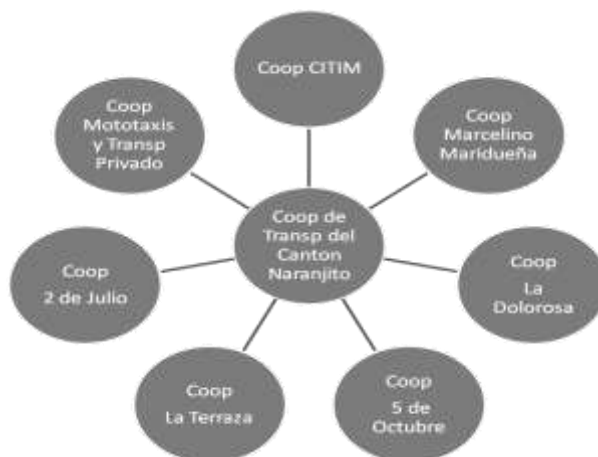 Coop CITIM
Coop
Mototaxis
y Transp
Privado
Coop
Marcelino
Maridueña
Coop de
Transp del
Canton
Naranjito
Coop
2 de Julio
Coop
La
Dolorosa
Coop
La Terraza
Coop
5 de
Octubre